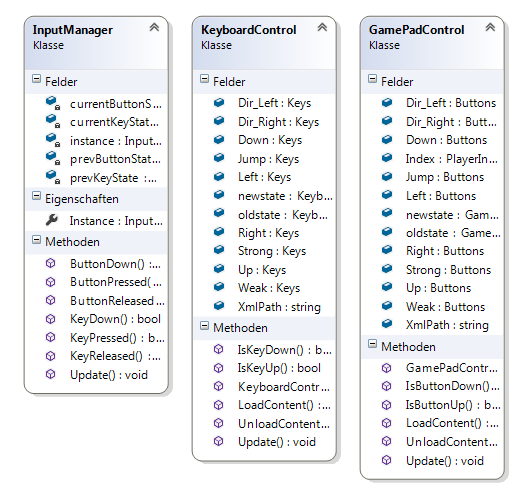 InputManager
Klasse
Felder
currentButtonS...
currentKeyStat...
instance : Input...
prevButtonStat...
prevKeyState :...
Eigenschaften
Instance : Input...
Methoden
ButtonDown() :...
ButtonPressed(...
ButtonReleased...
KeyDown() : bool
KeyPressed() : b...
KeyReleased() :...
Update() : void
KeyboardControl
Klasse
Felder
Dir_Left : Keys
Dir_Right : Keys
Down : Keys
Jump : Keys
Left : Keys
newstate : Keyb...
oldstate : Keyb...
Right : Keys
Strong : Keys
Up : Keys
Weak : Keys
XmlPath : string
Methoden
IsKeyDown() : b...
IsKeyUp() : bool
KeyboardContr...
LoadContent() :...
UnloadContent...
Update() : void
GamePadControl
Klasse
Felder
Dir_Left : Buttons
Dir_Right : Butt...
Down : Buttons
Index : PlayerIn...
Jump : Buttons
Left : Buttons
newstate : Gam...
oldstate : Game...
Right : Buttons
Strong : Buttons
Up : Buttons
Weak : Buttons
XmlPath : string
Methoden
GamePadContr...
IsButtonDown()...
IsButtonUp() : b...
LoadContent() :...
UnloadContent...
Update() : void